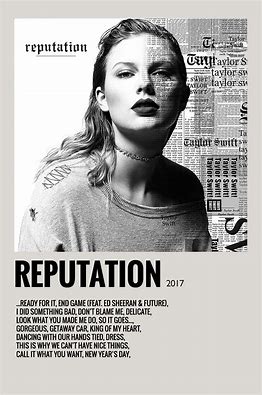 reputation
Taylor Swift
REPUTATION 2017
...READY FOR IT, END GAME (FEAT. ED SHEERAN & FUTURE),
I DID SOMETHING BAD, DON'T BLAME ME, DELICATE,
LOOK WHAT YOU MADE ME DO, SO IT GOES...,
GORGEOUS, GETAWAY CAR, KING OF MY HEART,
DANCING WITH OUR HANDS TIED, DRESS,
THIS IS WHY WE CAN'T HAVE NICE THINGS,
CALL IT WHAT YOU WANT, NEW YEAR'S DAY,